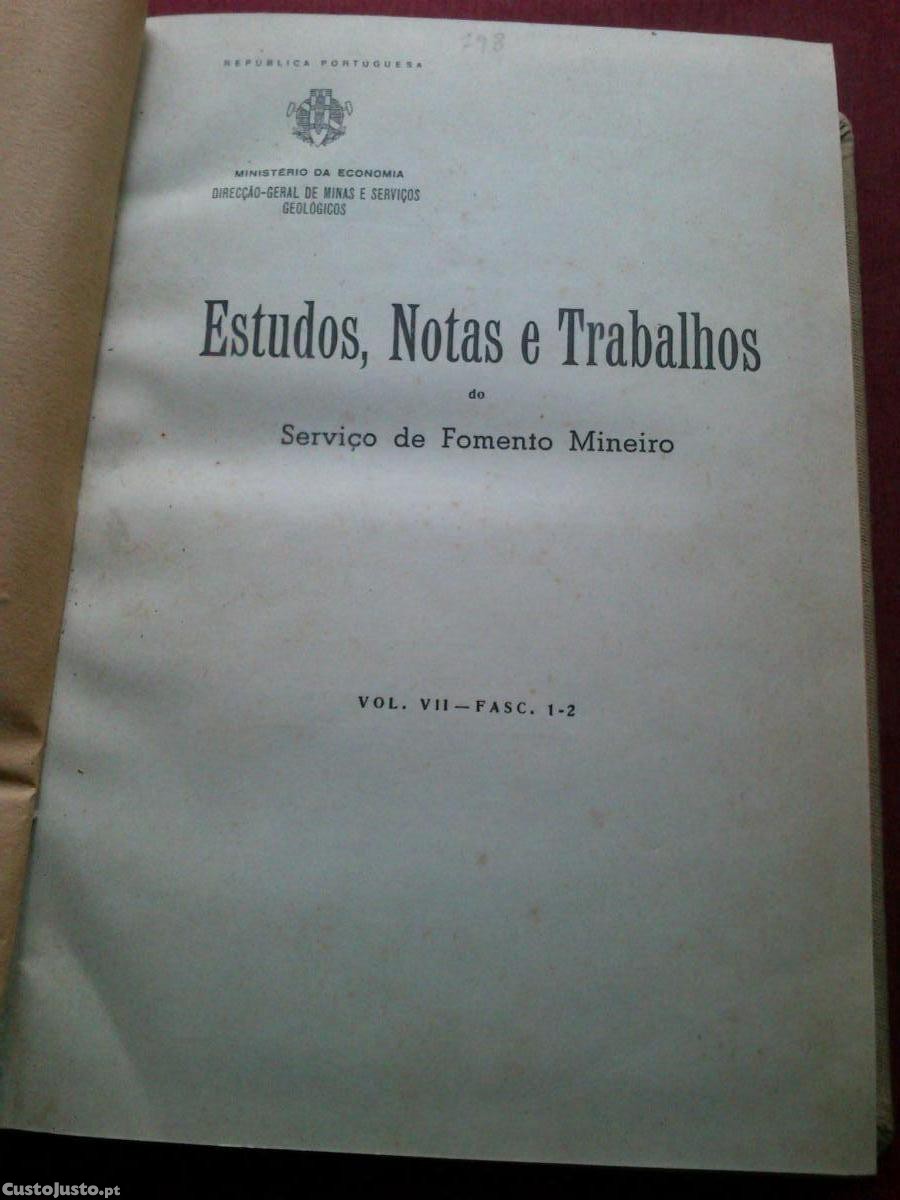 798
REPÚBLICA PORTUGUESA
MINISTÉRIO DA ECONOMIA
DIRECÇÃO-GERAL DE MINAS E SERVIÇOS
GEOLÓGICOS
Estudos, Notas e Trabalhos
do
Serviço de Fomento Mineiro
VOL. VII — FASC. 1-2
CustoJusto.pt